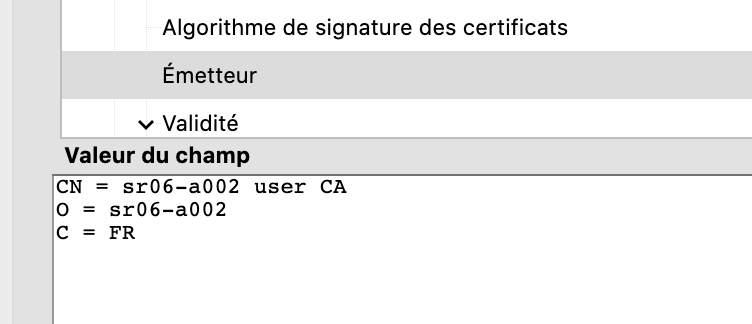 Algorithme de signature des certificats
Émetteur
Validité
Valeur du champ
CN = sr06-a002 user CA
O = sr06-a002
C = FR